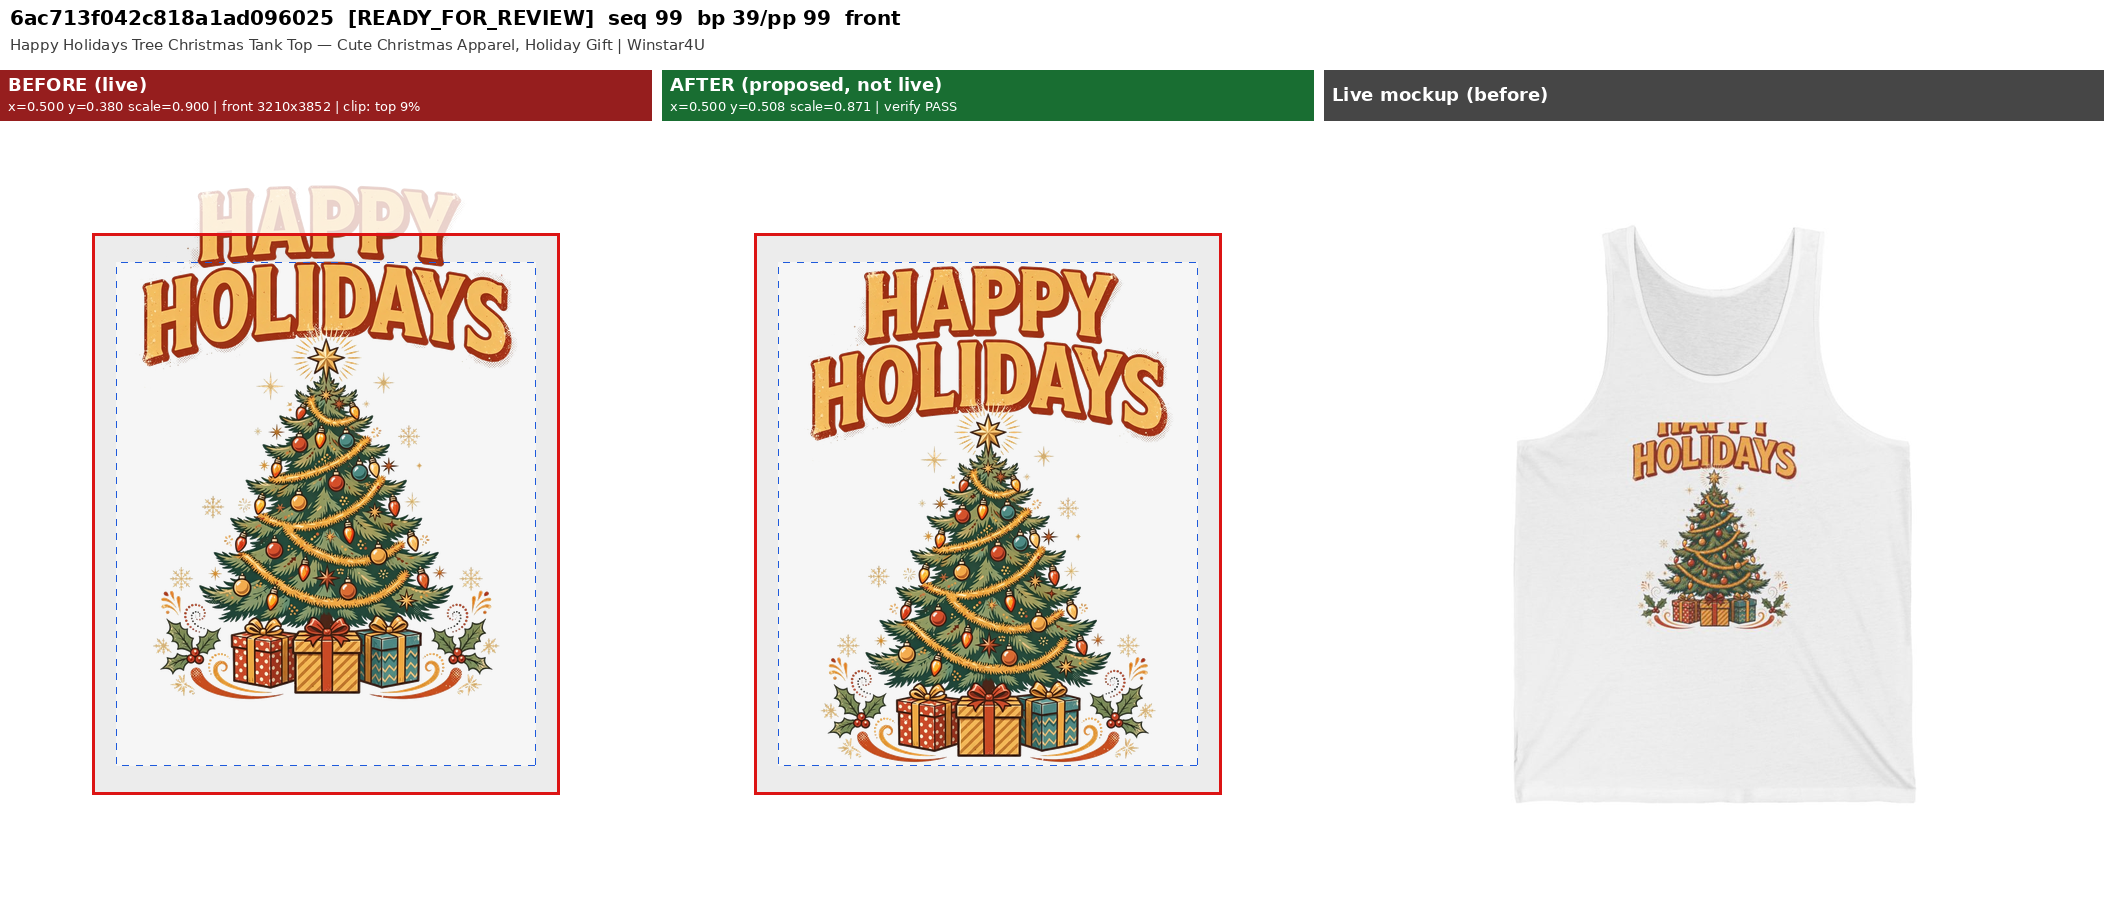 6ac713f042c818a1ad096025  [READY_FOR_REVIEW]  seq 99  bp 39/pp 99  front
Happy Holidays Tree Christmas Tank Top — Cute Christmas Apparel, Holiday Gift | Winstar4U
BEFORE (live)
x=0.500 y=0.380 scale=0.900 | front 3210x3852 | clip: top 9%
AFTER (proposed, not live)
x=0.500 y=0.508 scale=0.871 | verify PASS
Live mockup (before)
HAPPY
HOLIDAYS
HAPPY
HOLIDAYS
HAPPY
HOLIDAYS